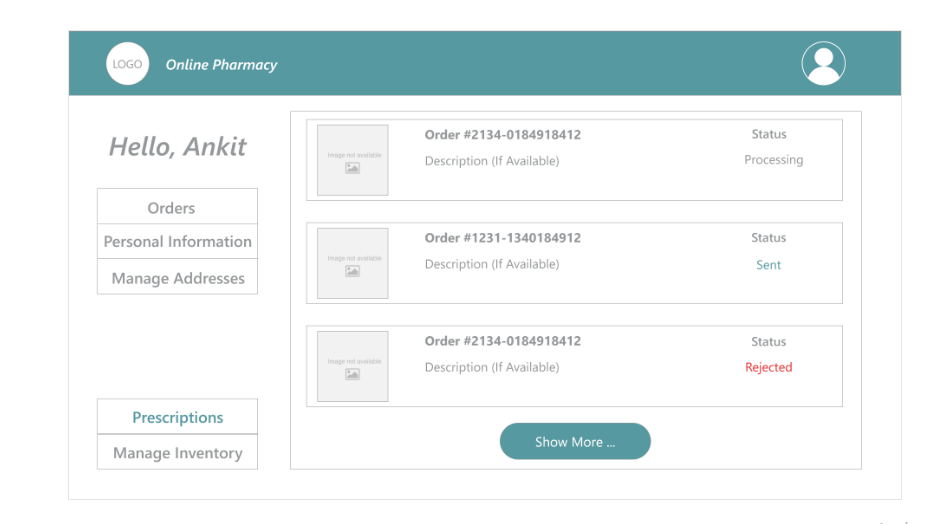 LOGO
Online Pharmacy
Hello, Ankit
Orders
Personal Information
Manage Addresses
Prescriptions
Manage Inventory
Image not available
Order #2134-0184918412
Description (If Available)
Status
Processing
Image not available
Order #1231-1340184912
Description (If Available)
Status
Sent
Image not available
Order #2134-0184918412
Description (If Available)
Status
Rejected
Show More ...